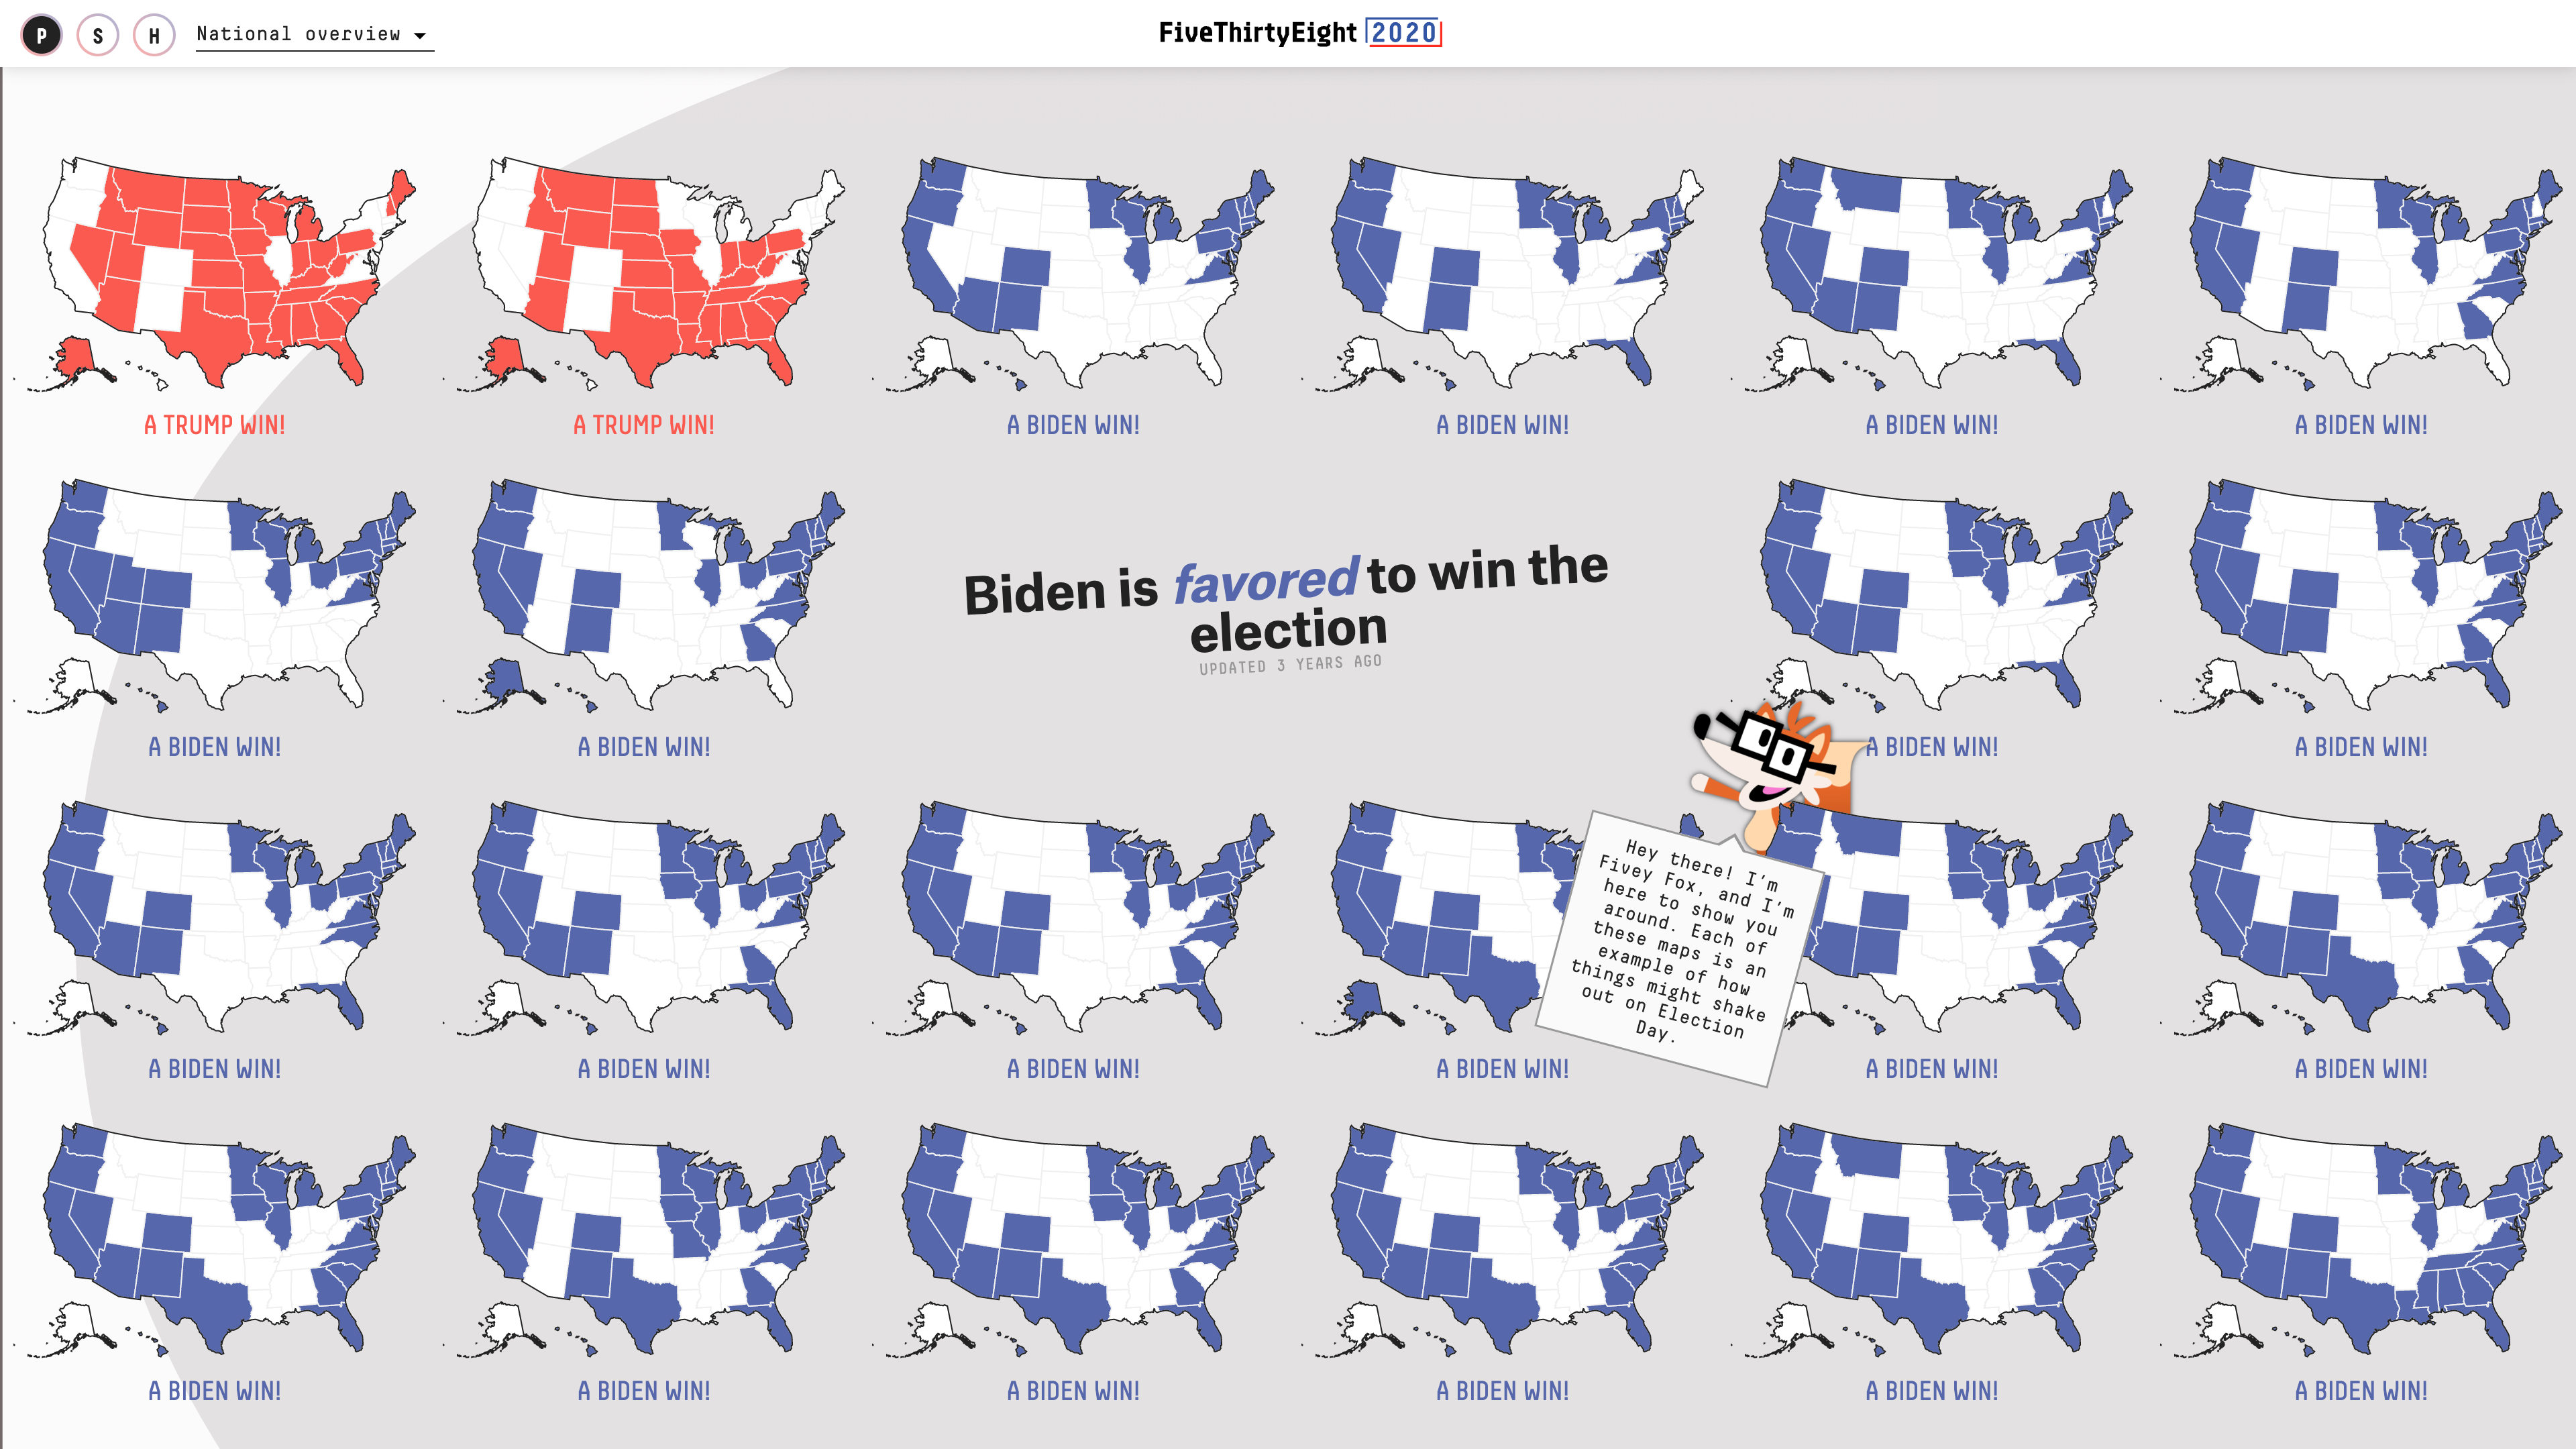 P S H National overview
FiveThirtyEight 2020
A TRUMP WIN!
A TRUMP WIN!
A BIDEN WIN!
A BIDEN WIN!
A BIDEN WIN!
A BIDEN WIN!
A BIDEN WIN!
A BIDEN WIN!
Biden is favored to win the
election
UPDATED 3 YEARS AGO
A BIDEN WIN!
A BIDEN WIN!
Hey there! I'm
Fivey Fox, and I'm
here to show you
around. Each of
these maps is an
example of how
things might shake
out on Election
Day.
A BIDEN WIN!
A BIDEN WIN!
A BIDEN WIN!
A BIDEN WIN!
A BIDEN WIN!
A BIDEN WIN!
A BIDEN WIN!
A BIDEN WIN!
A BIDEN WIN!
A BIDEN WIN!
A BIDEN WIN!
A BIDEN WIN!